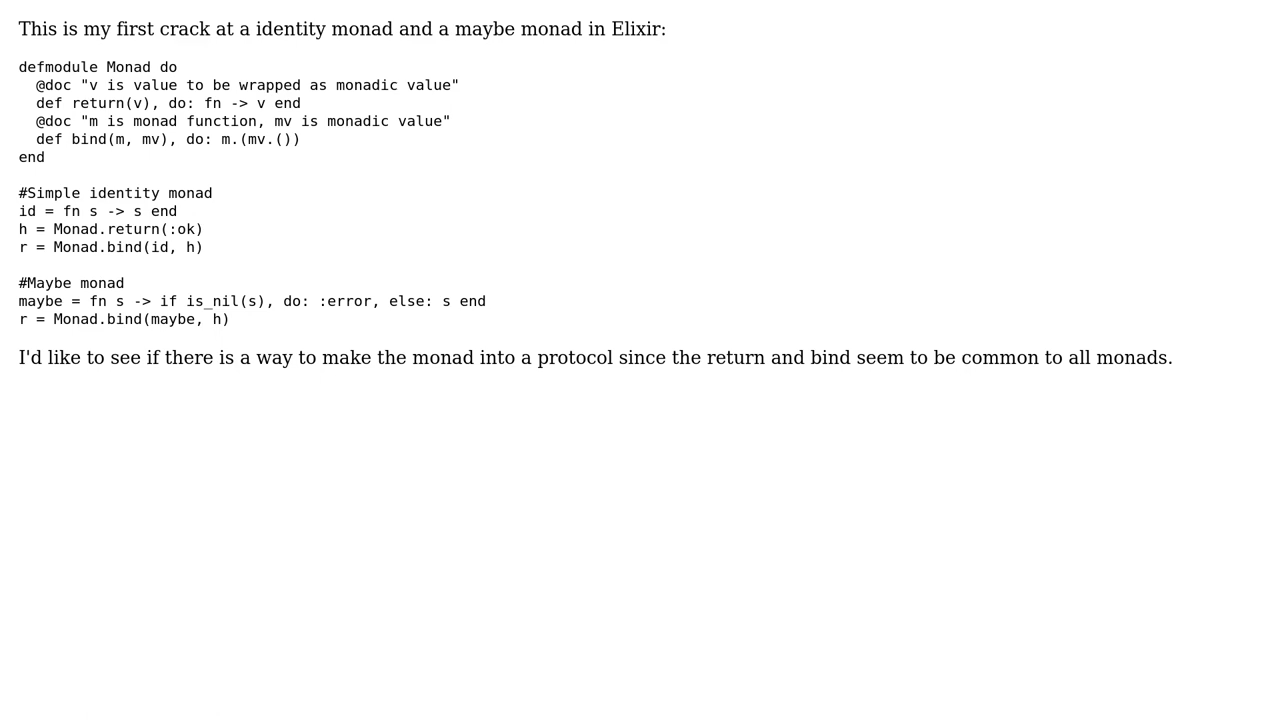 This is my first crack at a identity monad and a maybe monad in Elixir:
defmodule Monad do
  @doc "v is value to be wrapped as monadic value"
  def return(v), do: fn -> v end
  @doc "m is monad function, mv is monadic value"
  def bind(m, mv), do: m.(mv.())
end

#Simple identity monad
id = fn s -> s end
h = Monad.return(:ok)
r = Monad.bind(id, h)

#Maybe monad
maybe = fn s -> if is_nil(s), do: :error, else: s end
r = Monad.bind(maybe, h)
I'd like to see if there is a way to make the monad into a protocol since the return and bind seem to be common to all monads.